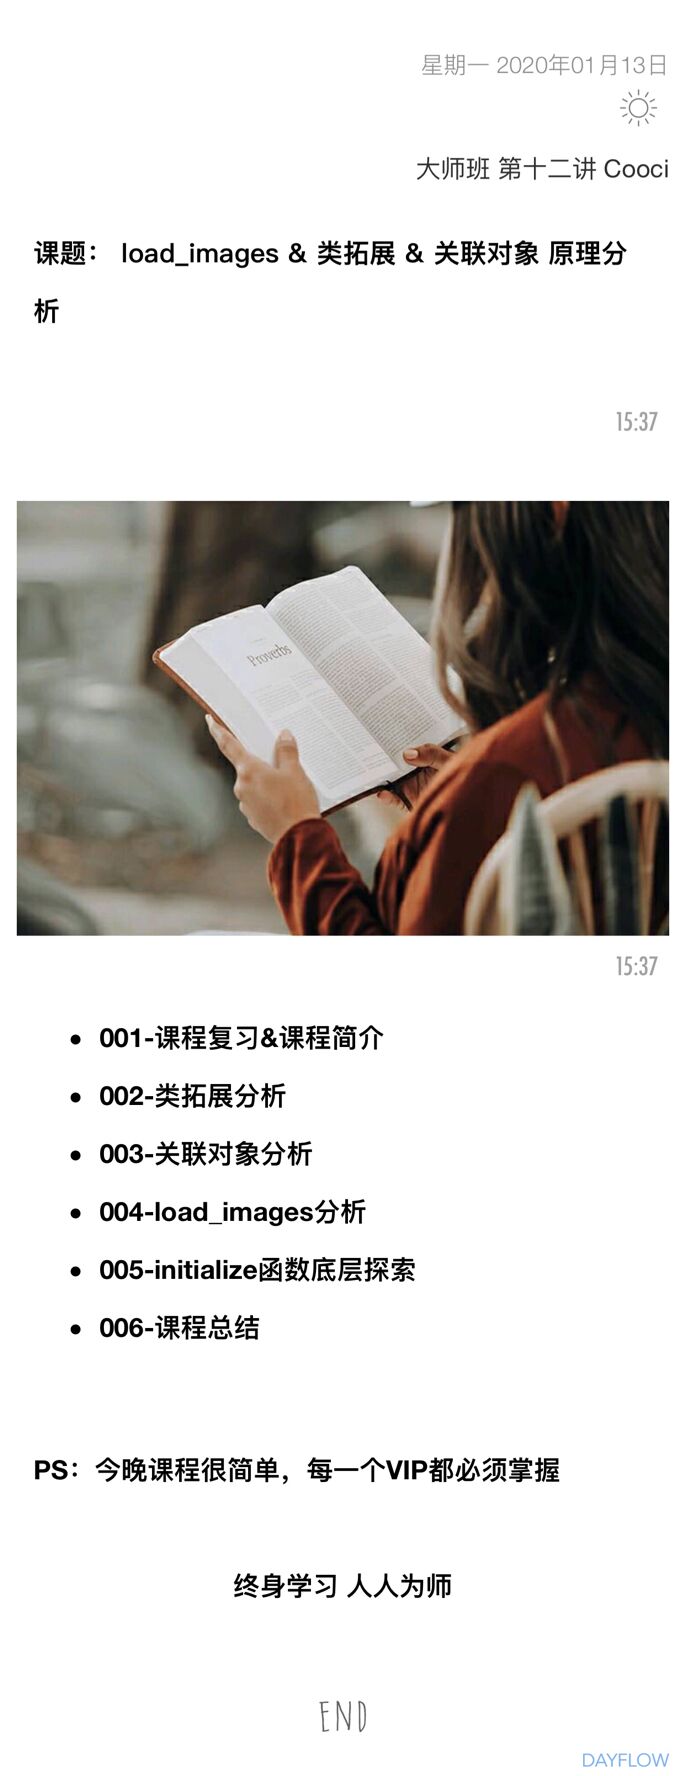 星期一 2020年01月13日
大师班 第十二讲 Cooci
课题： load_images & 类拓展 & 关联对象 原理分
析
15:37
Proverbs
15:37
• 001-课程复习&课程简介
• 002-类拓展分析
• 003-关联对象分析
• 004-load_images分析
• 005-initialize函数底层探索
• 006-课程总结
PS：今晚课程很简单，每一个VIP都必须掌握
终身学习 人人为师
END
DAYFLOW